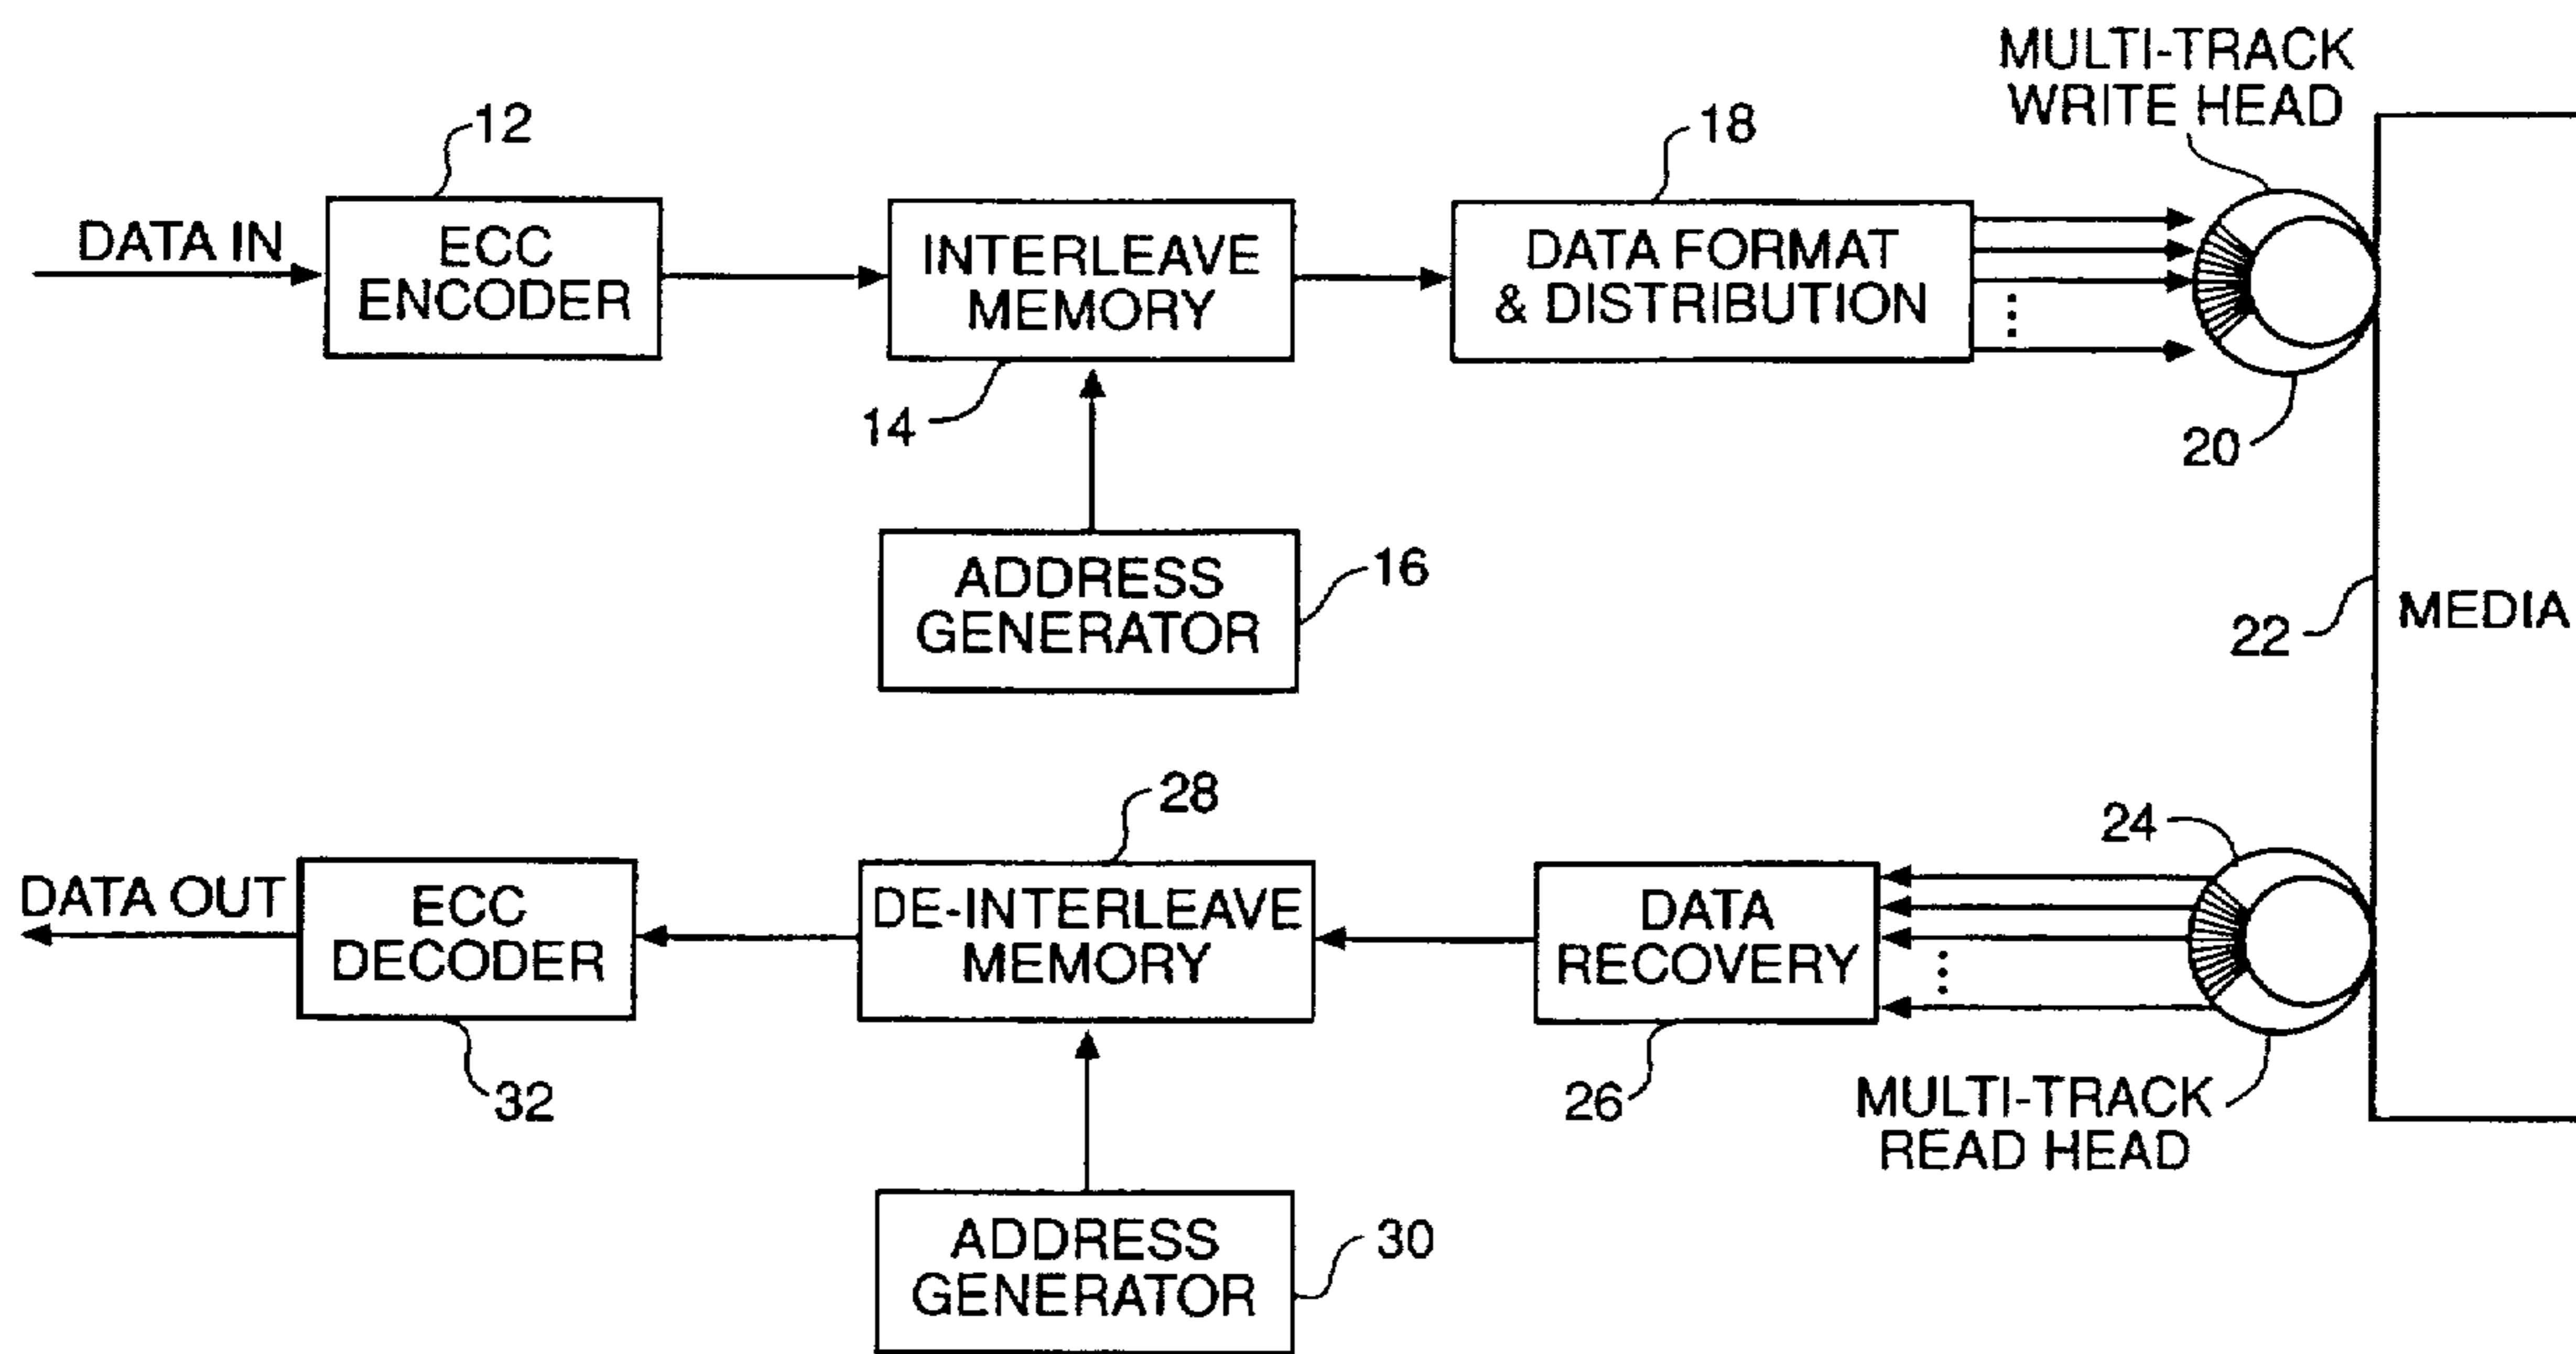 MULTI-TRACK
WRITE HEAD
12
18
DATA IN
ECC
ENCODER
INTERLEAVE
MEMORY
DATA FORMAT
& DISTRIBUTION
14
20
ADDRESS
GENERATOR
16
22
MEDIA
28
24
DATA OUT
ECC
DECODER
DE-INTERLEAVE
MEMORY
DATA
RECOVERY
32
26
MULTI-TRACK
READ HEAD
ADDRESS
GENERATOR
30